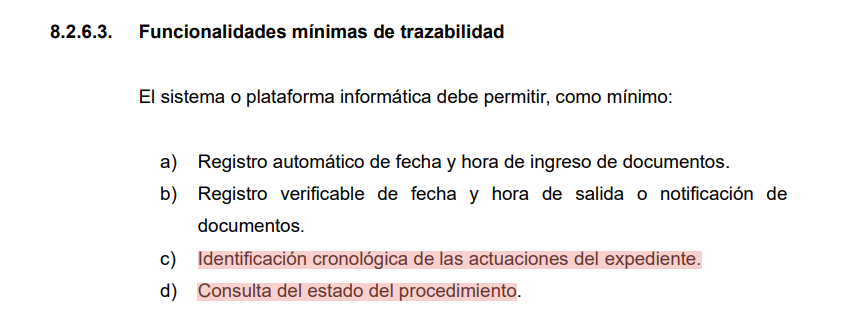 8.2.6.3. Funcionalidades mínimas de trazabilidad
El sistema o plataforma informática debe permitir, como mínimo:
a) Registro automático de fecha y hora de ingreso de documentos.
b) Registro verificable de fecha y hora de salida o notificación de
documentos.
c) Identificación cronológica de las actuaciones del expediente.
d) Consulta del estado del procedimiento.